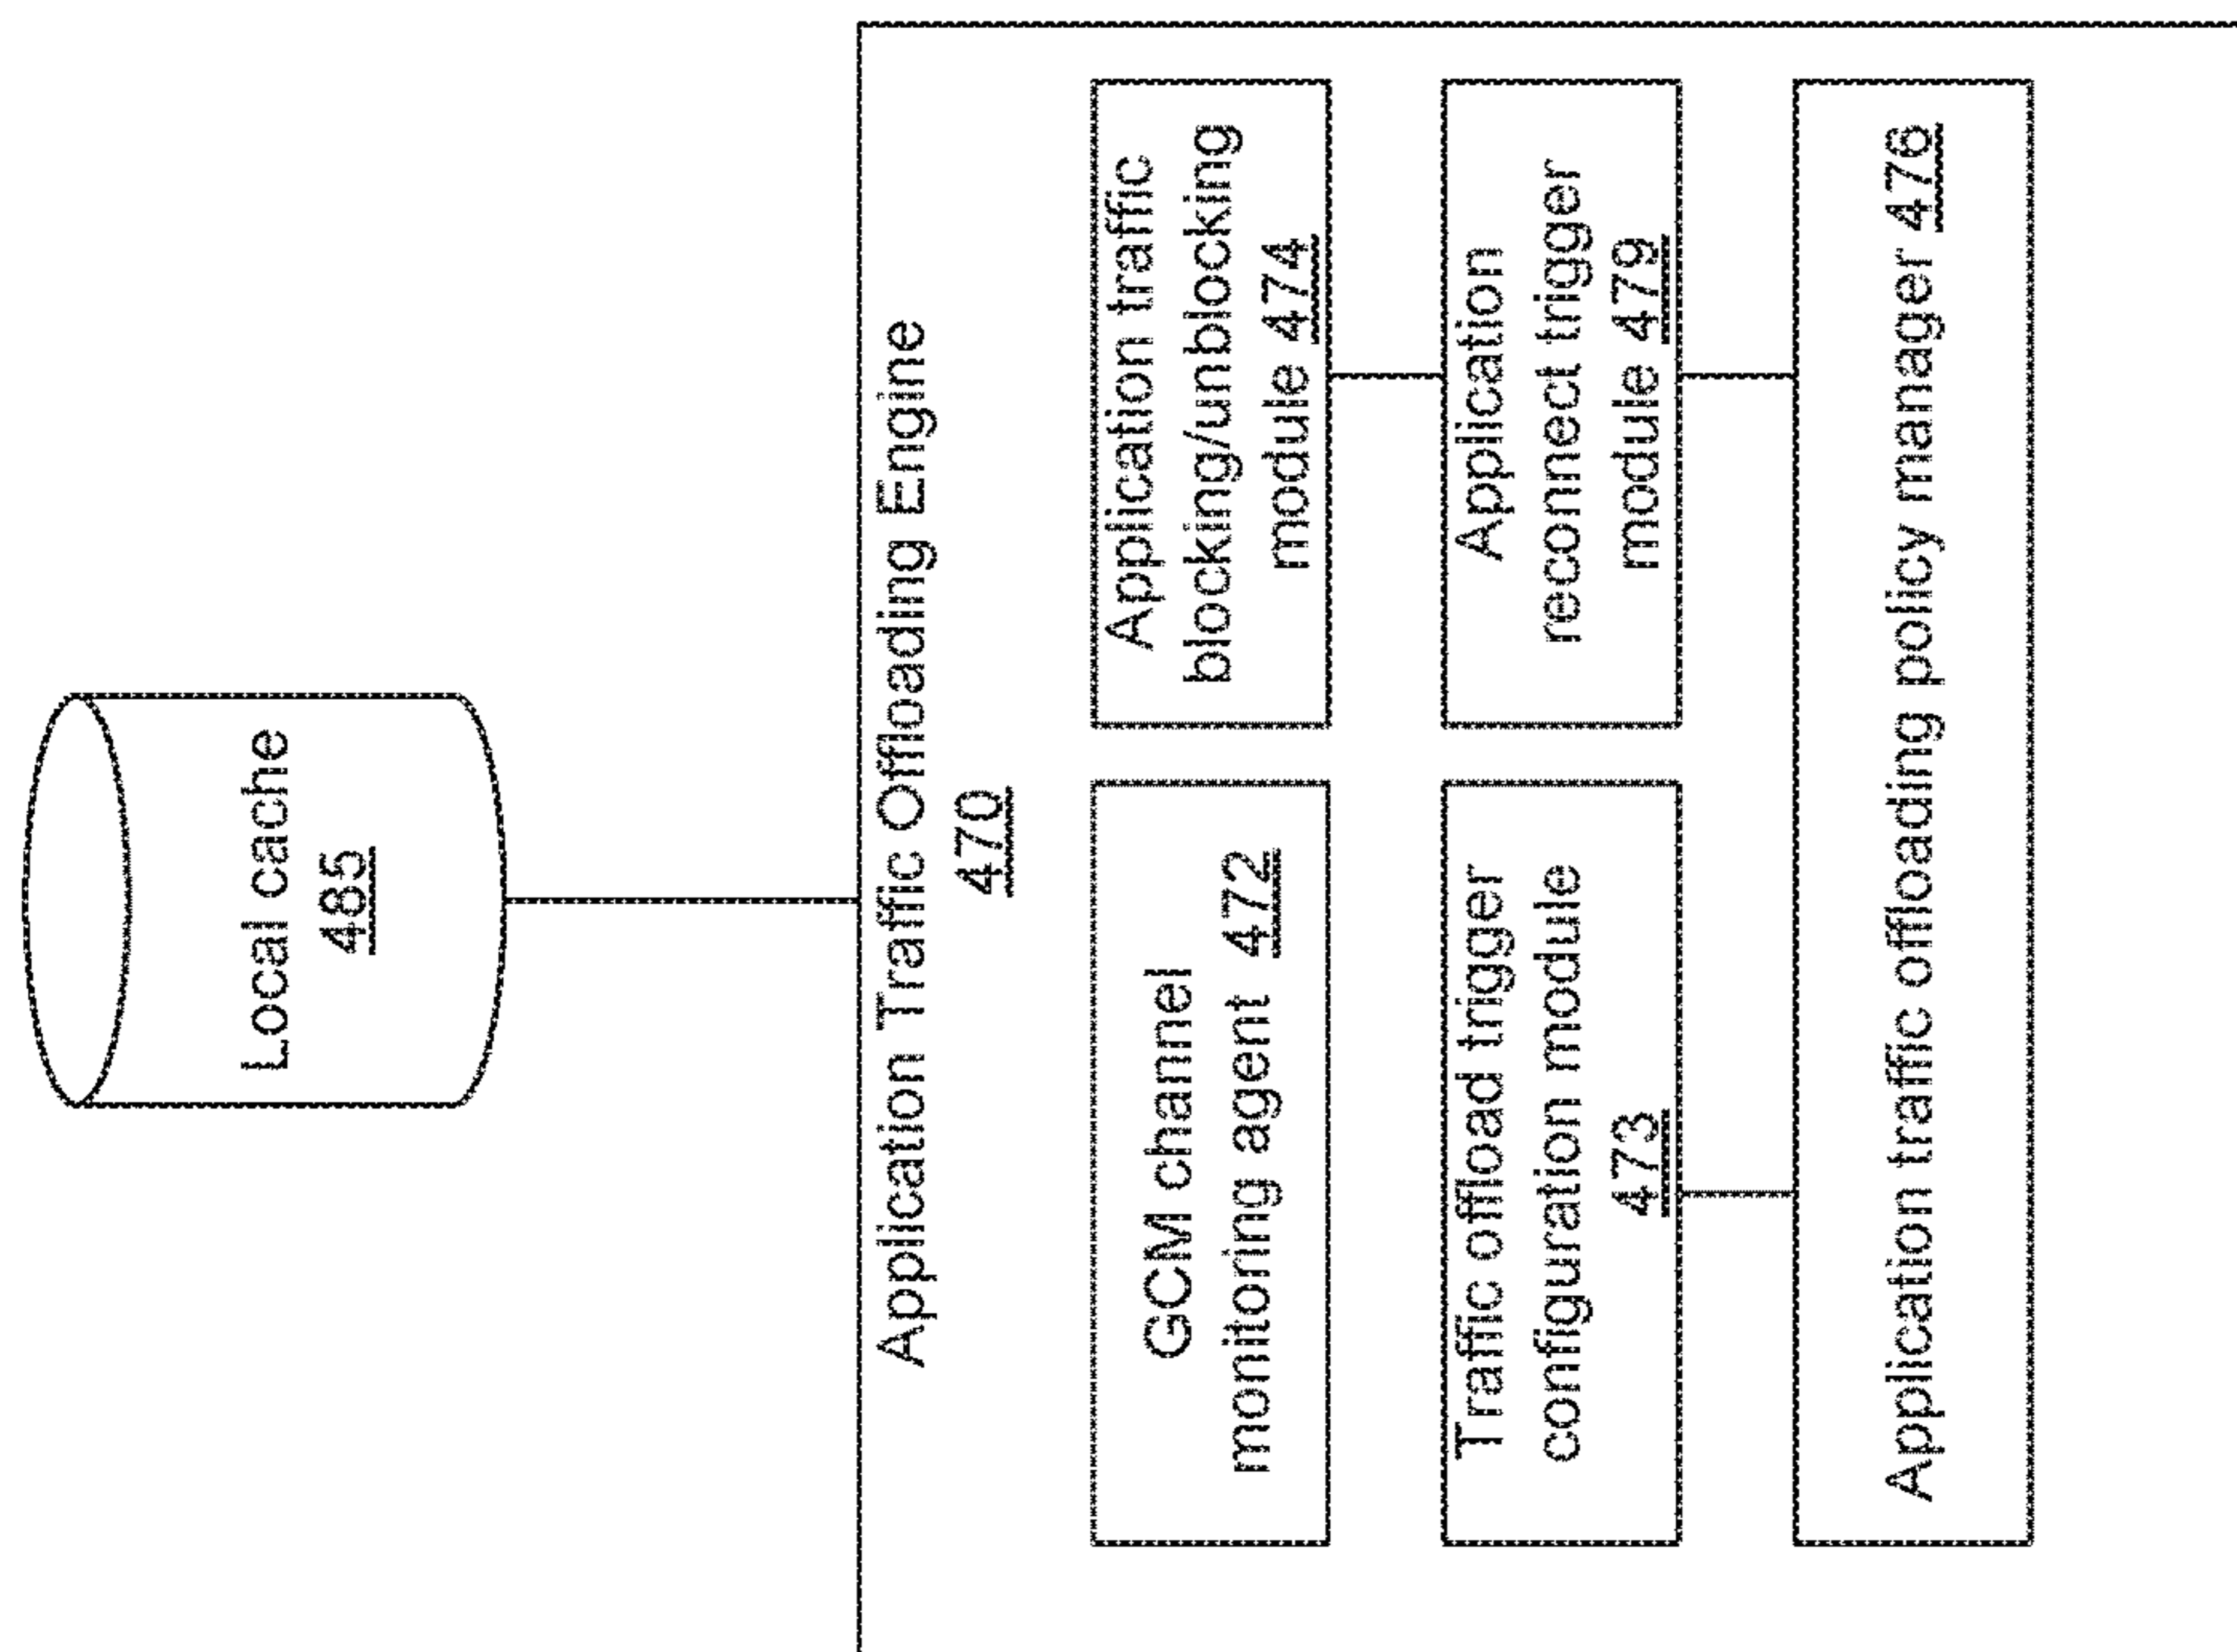 Local cache
485
Application Traffic Offloading Engine
470
GCM channel
monitoring agent 472
Application traffic
blocking/unblocking
module 474
Traffic offload trigger
configuration module
473
Application
reconnect trigger
module 479
Application traffic offloading policy manager 476